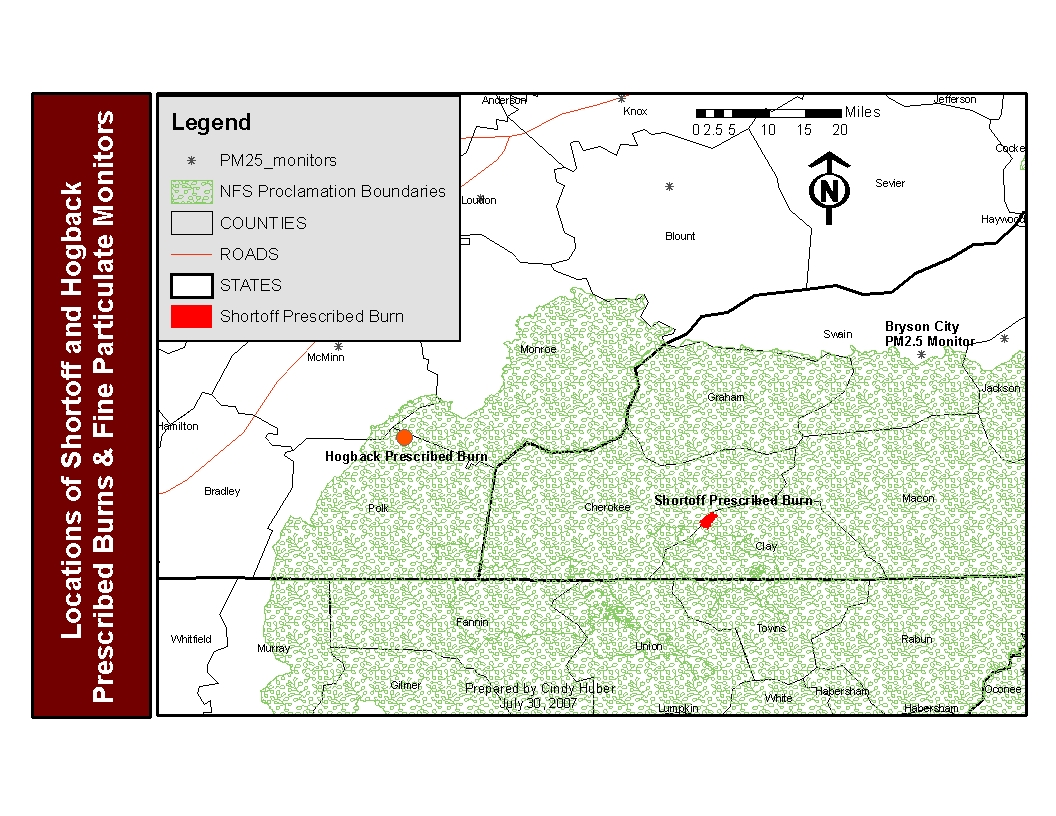 Locations of Shortoff and Hogback
Prescribed Burns & Fine Particulate Monitors
Legend
PM25_monitors
NFS Proclamation Boundaries
COUNTIES
ROADS
STATES
Shortoff Prescribed Burn
Anderson
Knox
Jefferson
Miles
0 2.5 5 10 15 20
Cocke
N
Sevier
Loudon
Haywood
Blount
Bryson City
PM2.5 Monitor
Swain
Monroe
McMinn
Jackson
Graham
Hamilton
Hogback Prescribed Burn
Bradley
Shortoff Prescribed Burn
Macon
Polk
Cherokee
Clay
Fannin
Towns
Whitfield
Murray
Union
Rabun
Gilmer
Prepared by Cindy Huber
July 30, 2007
Oconee
Habersham
White
Lumpkin
Habersham